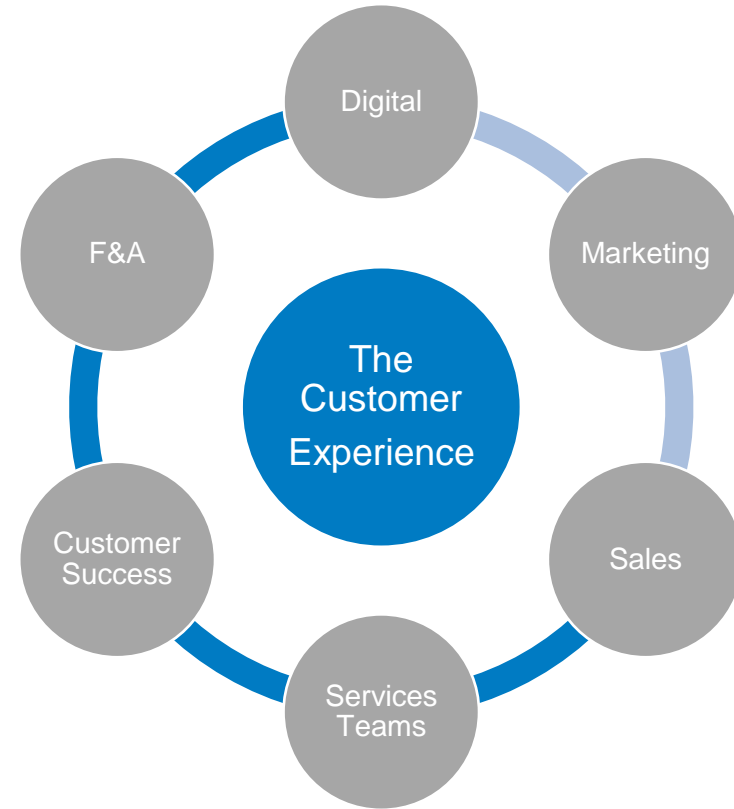 Digital
Marketing
Sales
Services
Teams
Customer
Success
F&A
The
Customer
Experience